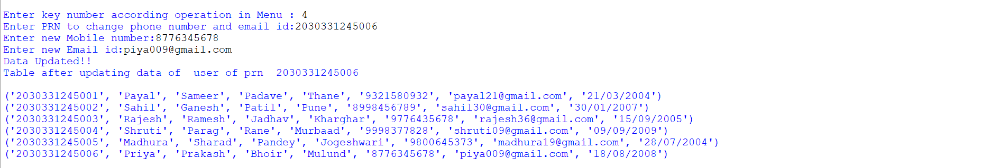 Enter key number according operation in Menu : 4
Enter PRN to change phone number and email id:2030331245006
Enter new Mobile number:8776345678
Enter new Email id:piya009@gmail.com
Data Updated!!
Table after updating data of  user of prn  2030331245006
('2030331245001', 'Payal', 'Sameer', 'Padave', 'Thane', '9321580932', 'payal21@gmail.com', '21/03/2004')
('2030331245002', 'Sahil', 'Ganesh', 'Patil', 'Pune', '8998456789', 'sahil30@gmail.com', '30/01/2007')
('2030331245003', 'Rajesh', 'Ramesh', 'Jadhav', 'Kharghar', '9776435678', 'rajesh36@gmail.com', '15/09/2005')
('2030331245004', 'Shruti', 'Parag', 'Rane', 'Murbaad', '9998377828', 'shruti09@gmail.com', '09/09/2009')
('2030331245005', 'Madhura', 'Sharad', 'Pandey', 'Jogeshwari', '9800645373', 'madhura19@gmail.com', '28/07/2004')
('2030331245006', 'Priya', 'Prakash', 'Bhoir', 'Mulund', '8776345678', 'piya009@gmail.com', '18/08/2008')